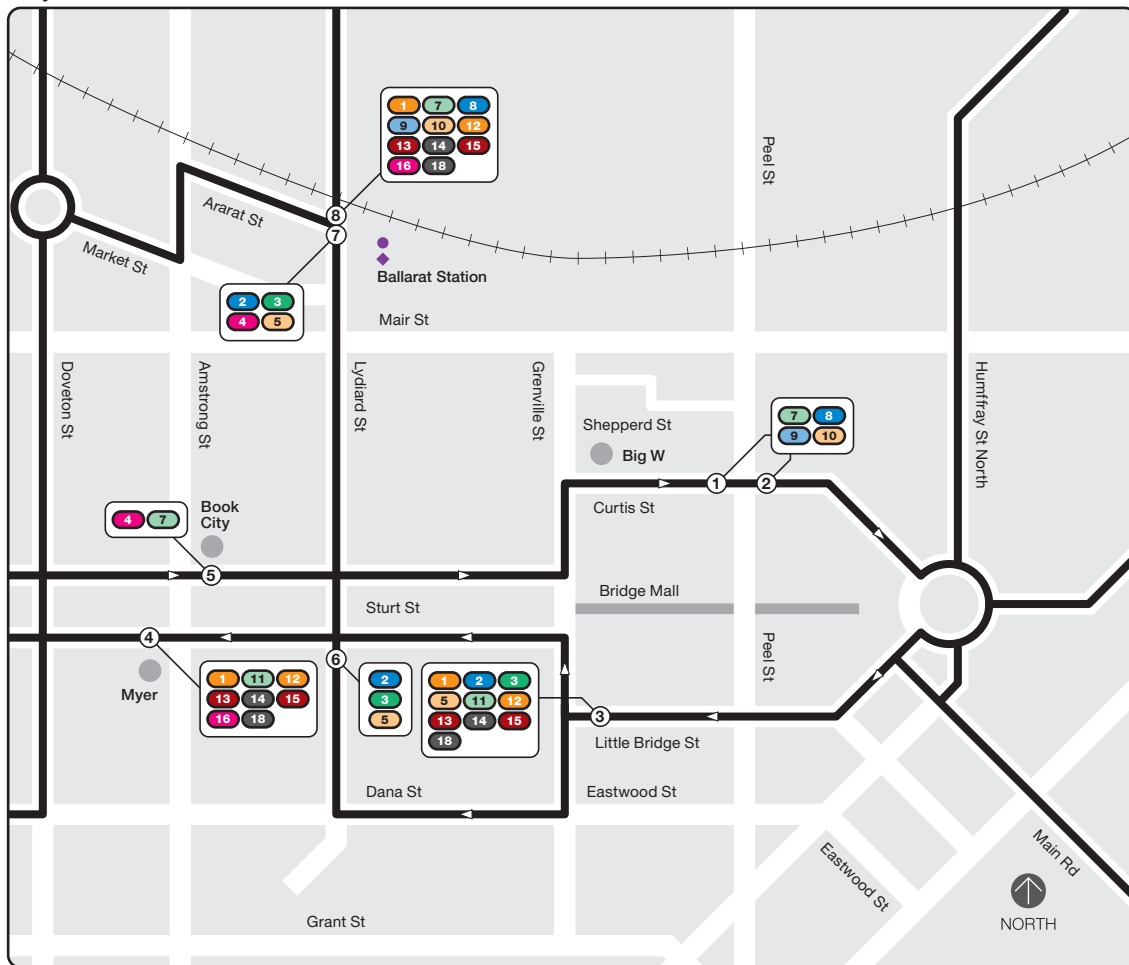 1 7 8
9 10 12
13 14 15
16 18
Peel St
Ararat St
8
7
Market St
Ballarat Station
2 3
4 5
Mair St
Doveton St
Amstrong St
Lydiard St
Grenville St
Humffray St North
7 8
9 10
Shepperd St
Big W
1
2
Curtis St
4 7
Book
City
5
Bridge Mall
Sturt St
4
Peel St
6
Myer
1 11 12
13 14 15
16 18
2
3
5
1 2 3
5 11 12
13 14 15
18
3
Little Bridge St
Dana St
Eastwood St
Eastwood St
Main Rd
Grant St
NORTH